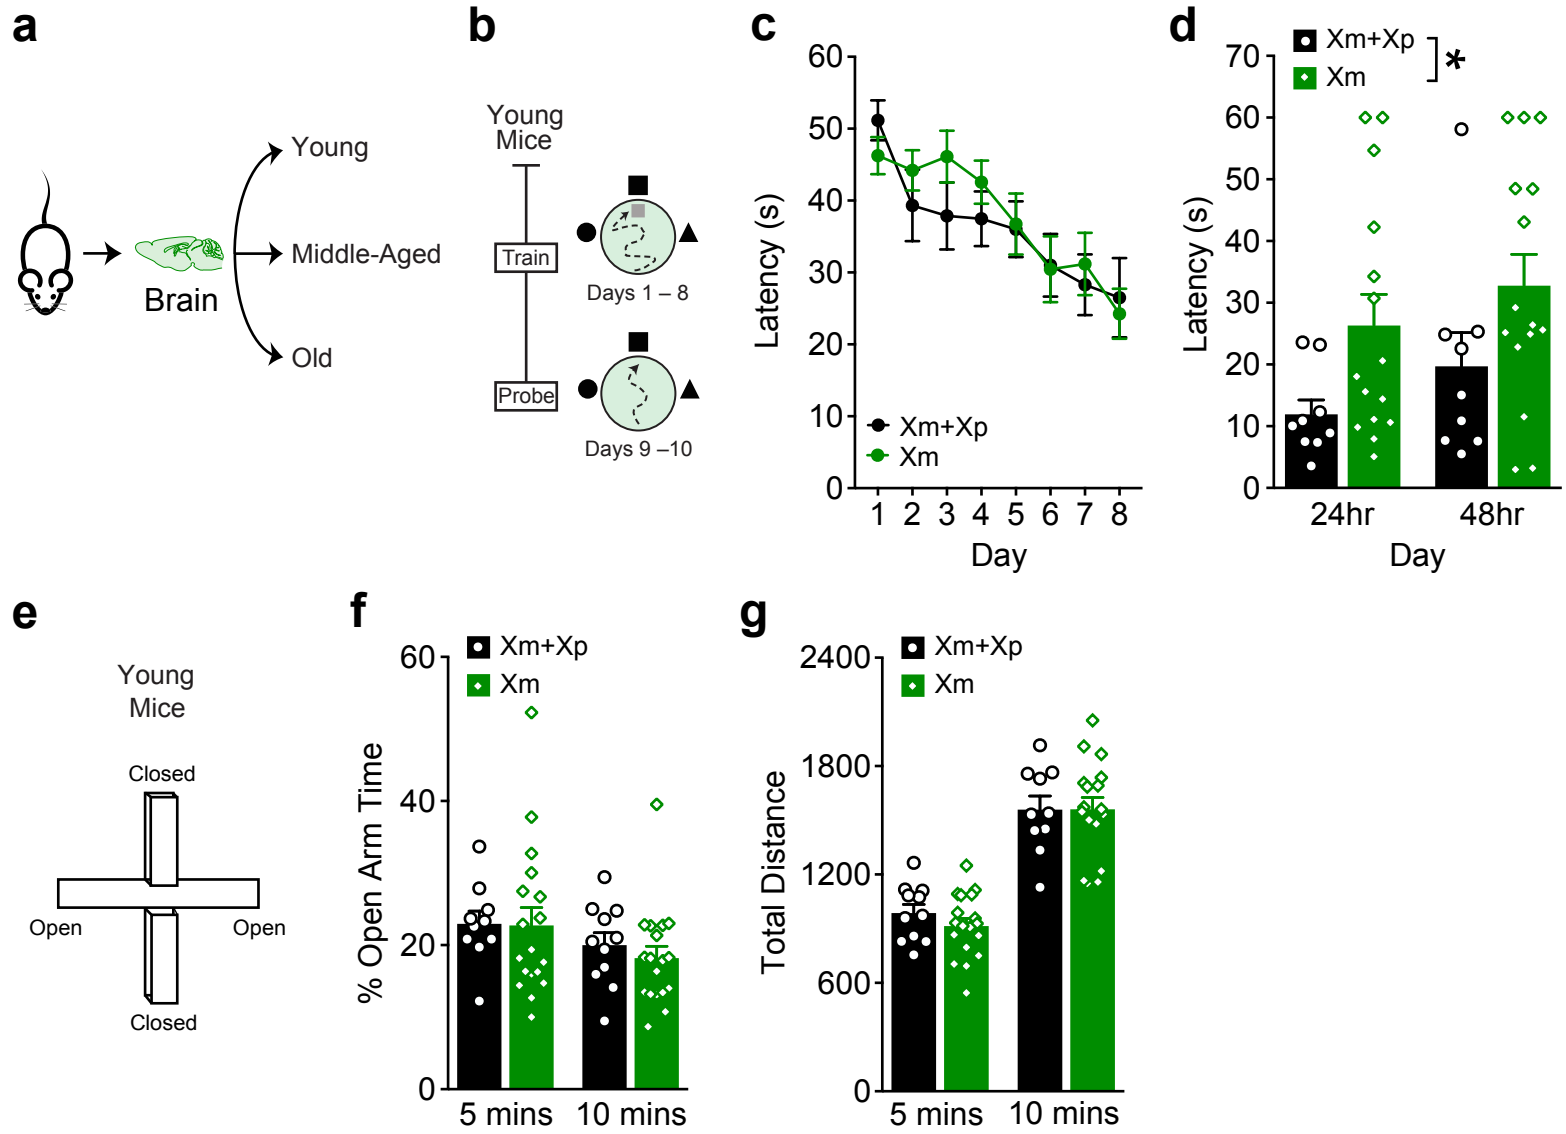 a
Young
Middle-Aged
Old
Brain
b
Young
Mice
Train
Days 1 – 8
Probe
Days 9 –10
c
60
50
40
30
20
10
0
Latency (s)
Xm+Xp
Xm
1 2 3 4 5 6 7 8
Day
d
Xm+Xp
Xm
*
70
60
50
40
30
20
10
0
Latency (s)
24hr 48hr
Day
e
Young
Mice
Closed
Open Open
Closed
f
Xm+Xp
Xm
60
40
20
0
% Open Arm Time
5 mins 10 mins
g
Xm+Xp
Xm
2400
1800
1200
600
0
Total Distance
5 mins 10 mins